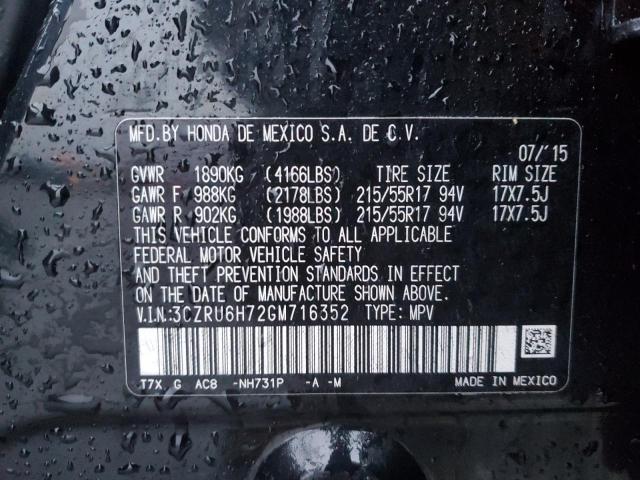 MFD.BY HONDA DE MEXICO S.A. DE C.V.
07/'15
GVWR 1890KG (4166LBS) TIRE SIZE RIM SIZE
GAWR F 988KG (2178LBS) 215/55R17 94V 17X7.5J
GAWR R 902KG (1988LBS) 215/55R17 94V 17X7.5J
THIS VEHICLE CONFORMS TO ALL APPLICABLE
FEDERAL MOTOR VEHICLE SAFETY
AND THEFT PREVENTION STANDARDS IN EFFECT
ON THE DATE OF MANUFACTURE SHOWN ABOVE.
V.I.N.:3CZRU6H72GM716352 TYPE: MPV
T7X G AC8 -NH731P -A -M MADE IN MEXICO